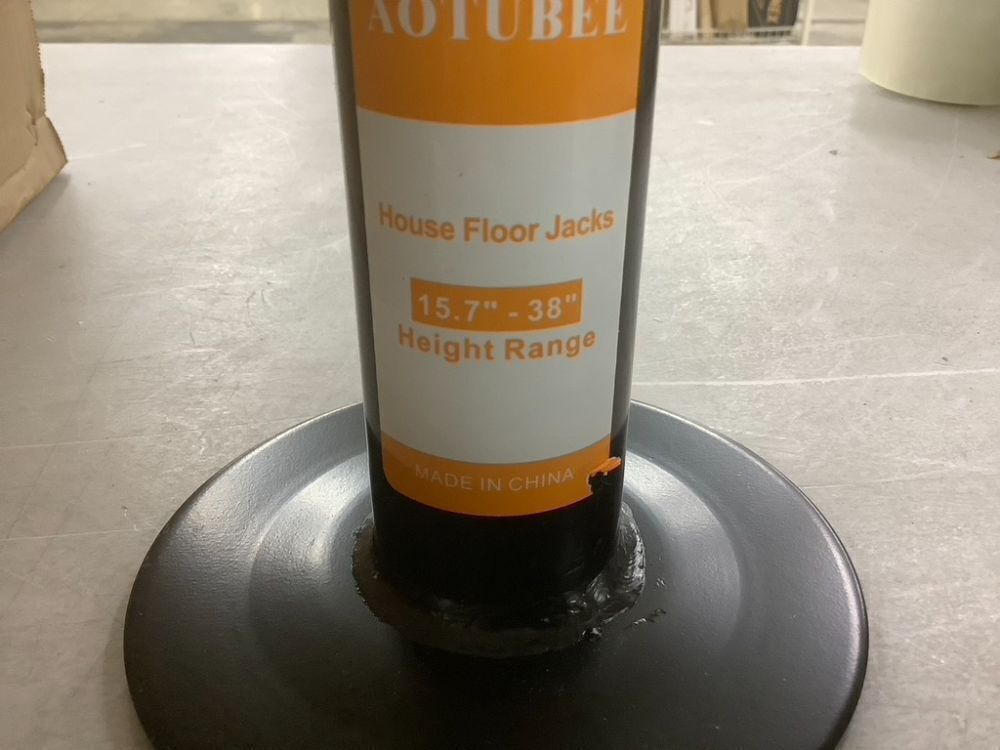 AOTUBEE
House Floor Jacks
15.7" - 38"
Height Range
MADE IN CHINA